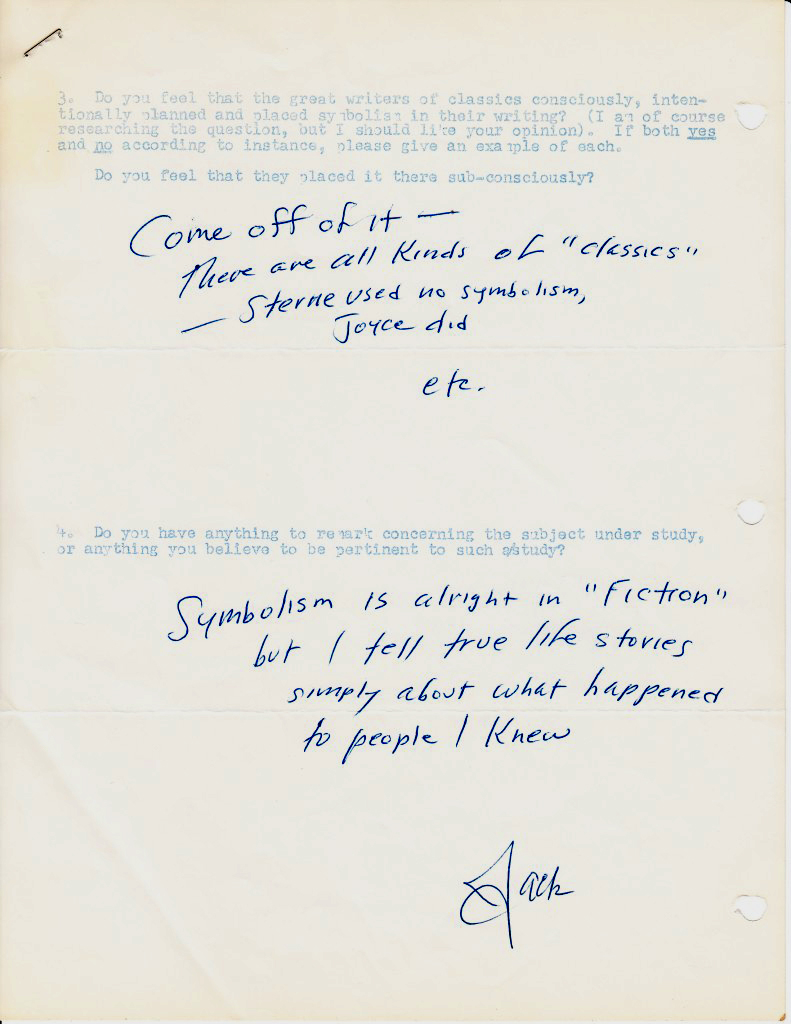 3. Do you feel that the great writers of classics consciously, inten-
tionally planned and placed symbolism in their writing? (I am of course
researching the question, but I should like your opinion). If both yes
and no according to instance, please give an example of each.
Do you feel that they placed it there sub-consciously?
Come off of it —
There are all kinds of "classics"
— Sterne used no symbolism,
Joyce did
etc.
4. Do you have anything to remark concerning the subject under study,
or anything you believe to be pertinent to such a study?
Symbolism is alright in "Fiction"
but I tell true life stories
simply about what happened
to people I knew
Jack